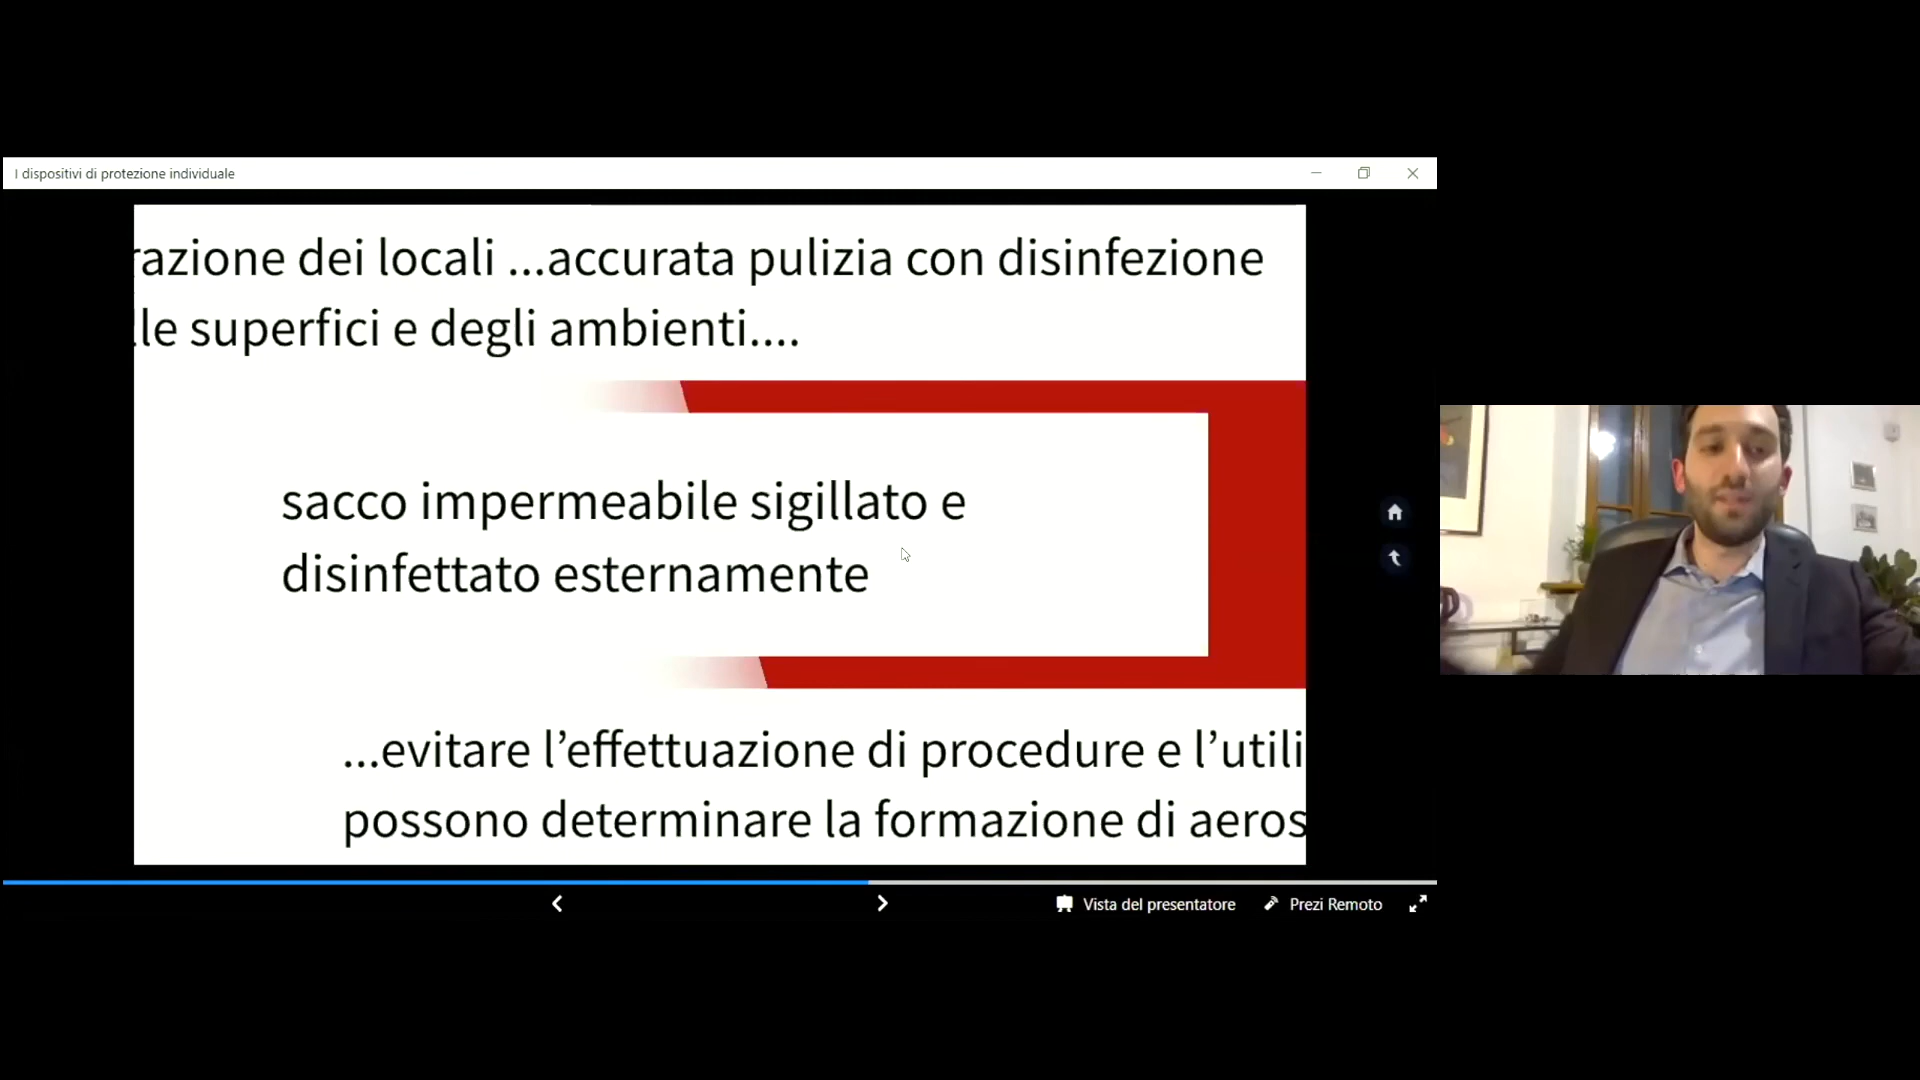 I dispositivi di protezione individuale
razione dei locali ...accurata pulizia con disinfezione
lle superfici e degli ambienti....
sacco impermeabile sigillato e
disinfettato esternamente
...evitare l’effettuazione di procedure e l’utili
possono determinare la formazione di aeros
Vista del presentatore
Prezi Remoto